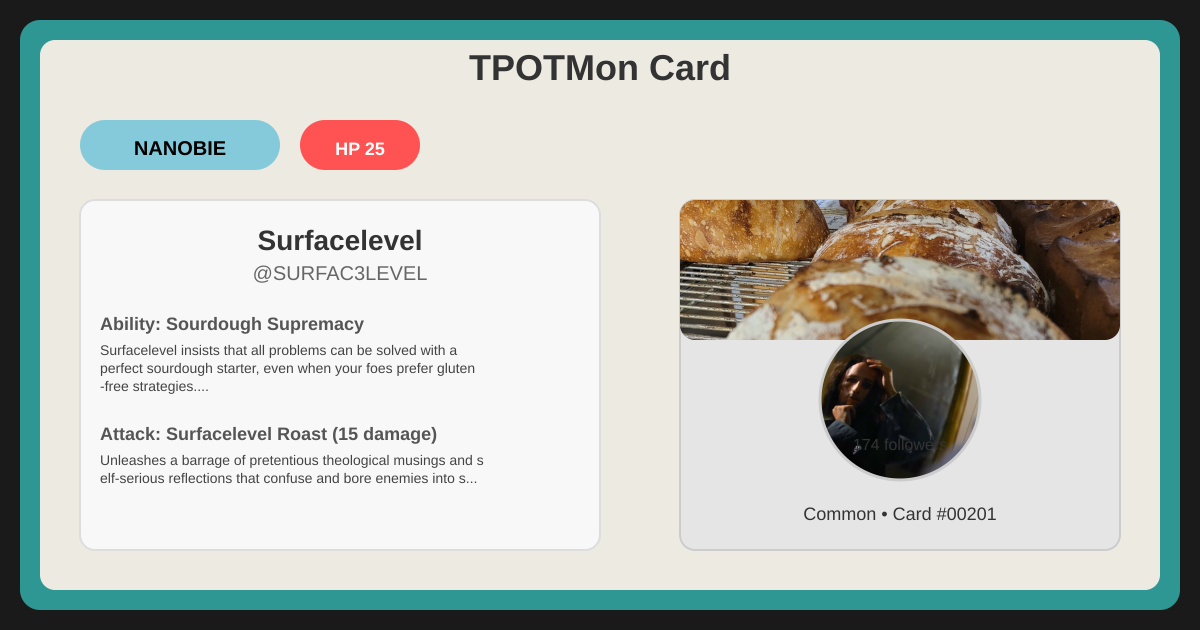 TPOTMon Card
NANOBIE
HP 25
Surfacelevel
@SURFAC3LEVEL
Ability: Sourdough Supremacy
Surfacelevel insists that all problems can be solved with a
perfect sourdough starter, even when your foes prefer gluten
-free strategies....
Attack: Surfacelevel Roast (15 damage)
Unleashes a barrage of pretentious theological musings and s
elf-serious reflections that confuse and bore enemies into s...
174 followers
Common • Card #00201